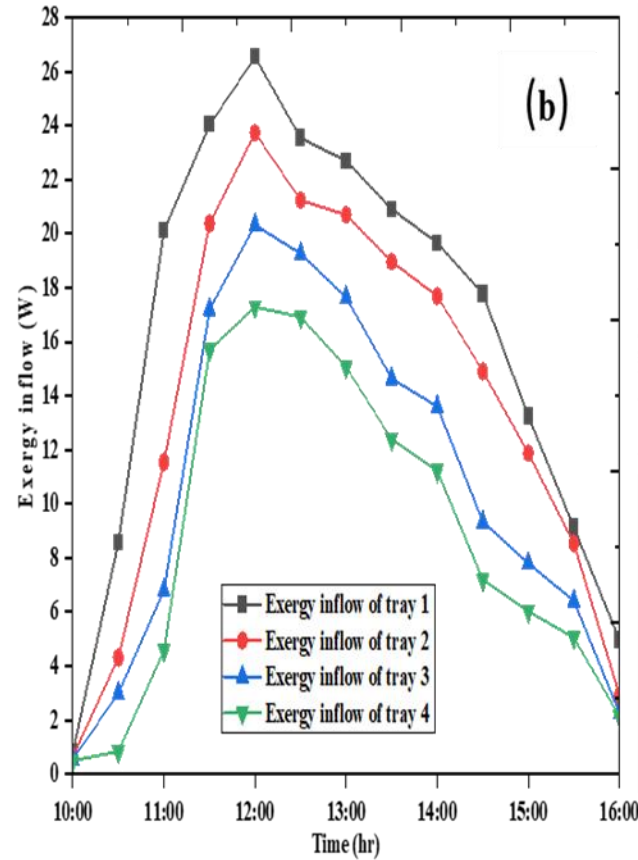 28
26
24
22
20
18
16
14
12
10
8
6
4
2
0
Exergy inflow (W)
(b)
Exergy inflow of tray 1
Exergy inflow of tray 2
Exergy inflow of tray 3
Exergy inflow of tray 4
10:00 11:00 12:00 13:00 14:00 15:00 16:00
Time (hr)